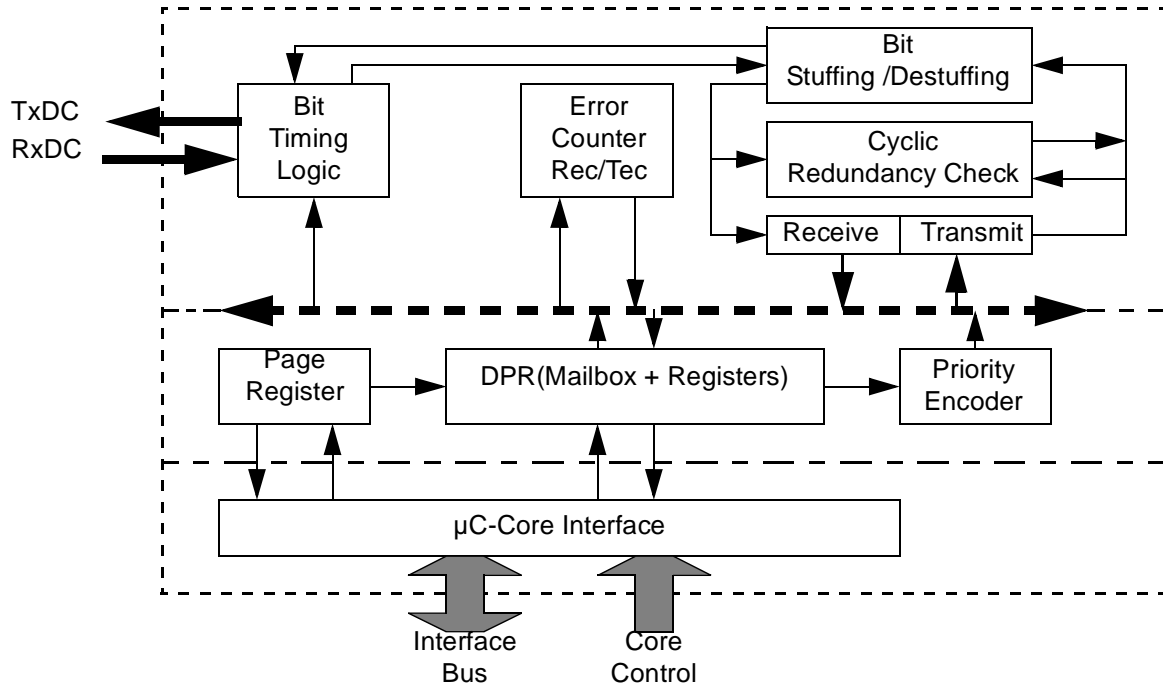 Bit
Stuffing /Destuffing
TxDC
RxDC
Bit
Timing
Logic
Error
Counter
Rec/Tec
Cyclic
Redundancy Check
Receive
Transmit
Page
Register
DPR(Mailbox + Registers)
Priority
Encoder
µC-Core Interface
Interface
Bus
Core
Control